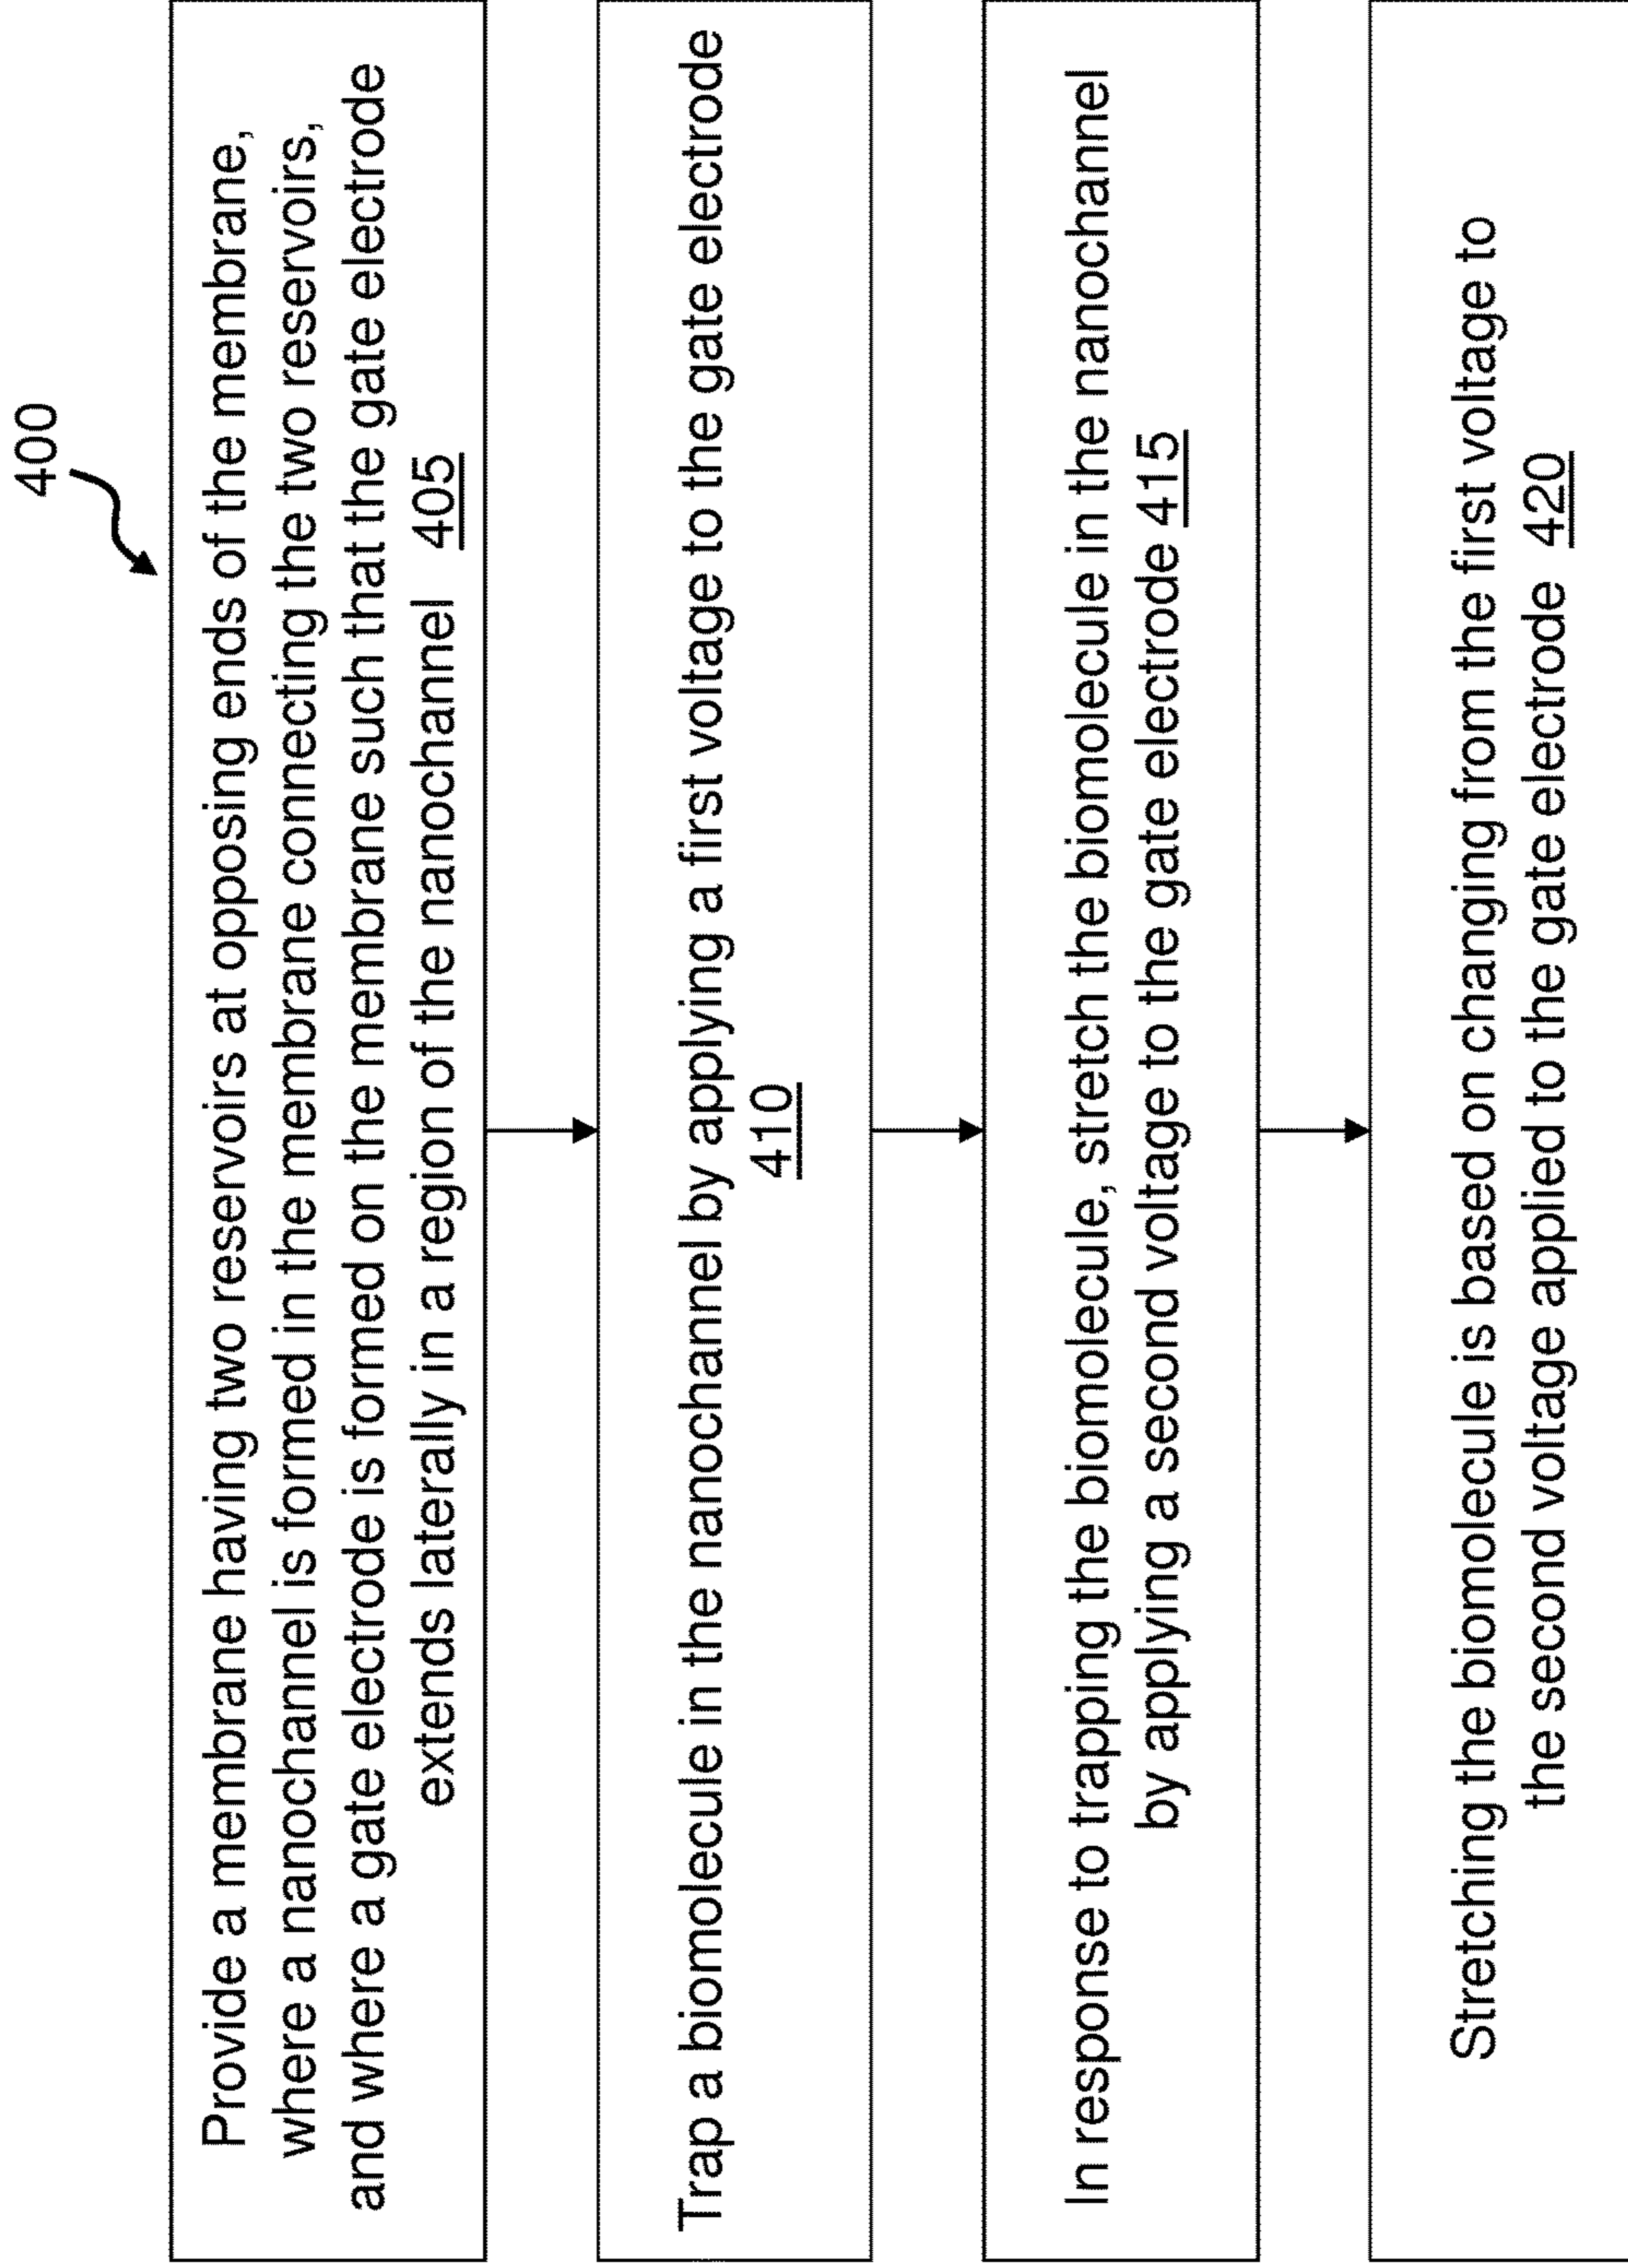 400
Provide a membrane having two reservoirs at opposing ends of the membrane,
where a nanochannel is formed in the membrane connecting the two reservoirs,
and where a gate electrode is formed on the membrane such that the gate electrode
extends laterally in a region of the nanochannel 405
Trap a biomolecule in the nanochannel by applying a first voltage to the gate electrode
410
In response to trapping the biomolecule, stretch the biomolecule in the nanochannel
by applying a second voltage to the gate electrode 415
Stretching the biomolecule is based on changing from the first voltage to
the second voltage applied to the gate electrode 420